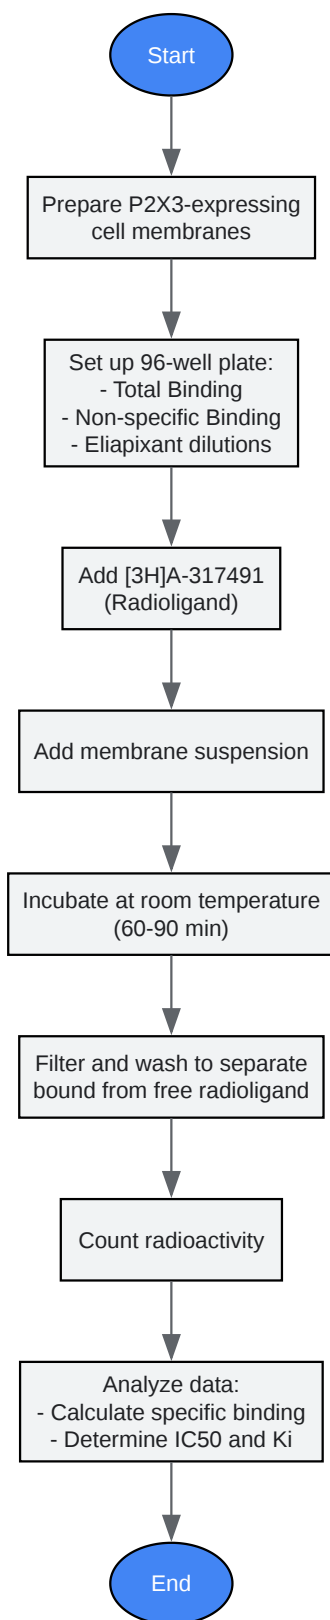 Start
Prepare P2X3-expressing
cell membranes
Set up 96-well plate:
- Total Binding
- Non-specific Binding
- Eliapixant dilutions
Add [3H]A-317491
(Radioligand)
Add membrane suspension
Incubate at room temperature
(60-90 min)
Filter and wash to separate
bound from free radioligand
Count radioactivity
Analyze data:
- Calculate specific binding
- Determine IC50 and Ki
End